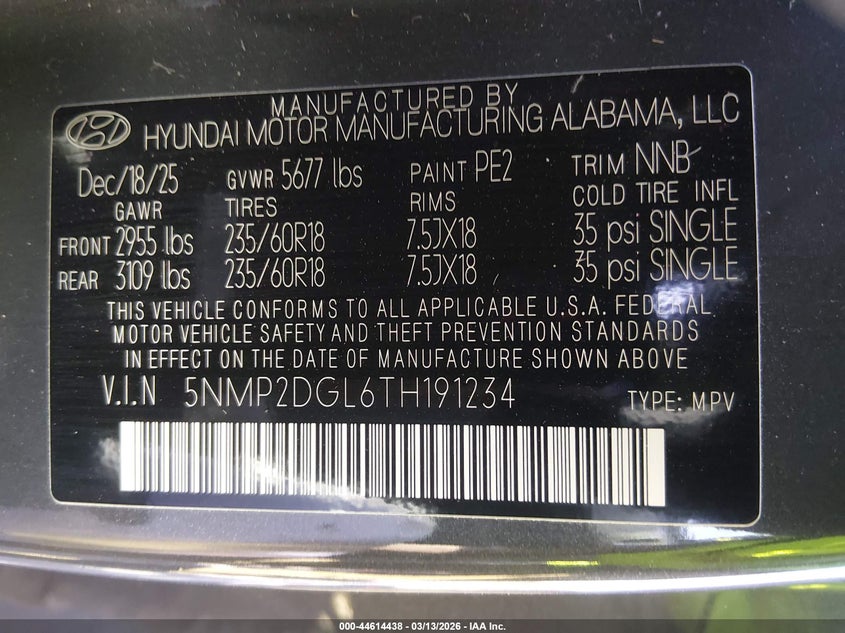 MANUFACTURED BY
HYUNDAI MOTOR MANUFACTURING ALABAMA, LLC
Dec/18/25 GVWR 5677 lbs PAINT PE2 TRIM NNB
GAWR TIRES RIMS COLD TIRE INFL
FRONT 2955 lbs 235/60R18 7.5JX18 35 psi SINGLE
REAR 3109 lbs 235/60R18 7.5JX18 35 psi SINGLE
THIS VEHICLE CONFORMS TO ALL APPLICABLE U.S.A. FEDERAL
MOTOR VEHICLE SAFETY AND THEFT PREVENTION STANDARDS
IN EFFECT ON THE DATE OF MANUFACTURE SHOWN ABOVE
V.I.N 5NMP2DGL6TH191234 TYPE: MPV
000-44614438 - 03/13/2026 - IAA Inc.